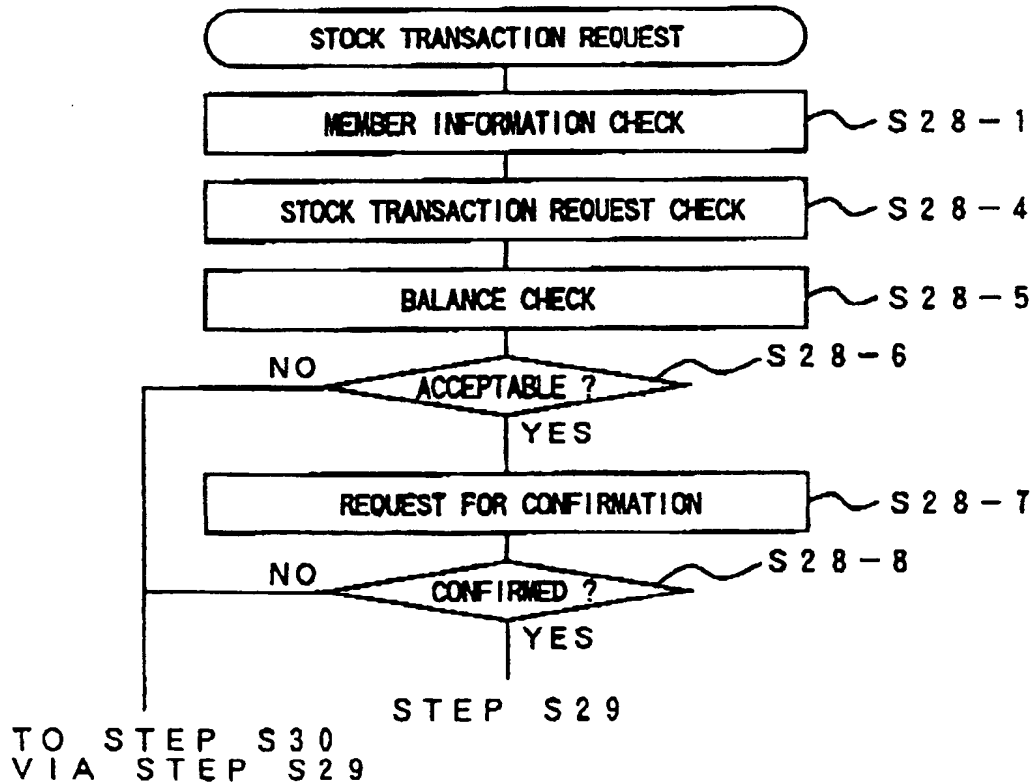 STOCK TRANSACTION REQUEST
MEMBER INFORMATION CHECK
S28-1
STOCK TRANSACTION REQUEST CHECK
S28-4
BALANCE CHECK
S28-5
S28-6
NO
ACCEPTABLE ?
YES
REQUEST FOR CONFIRMATION
S28-7
S28-8
NO
CONFIRMED ?
YES
STEP S29
TO STEP S30
VIA STEP S29